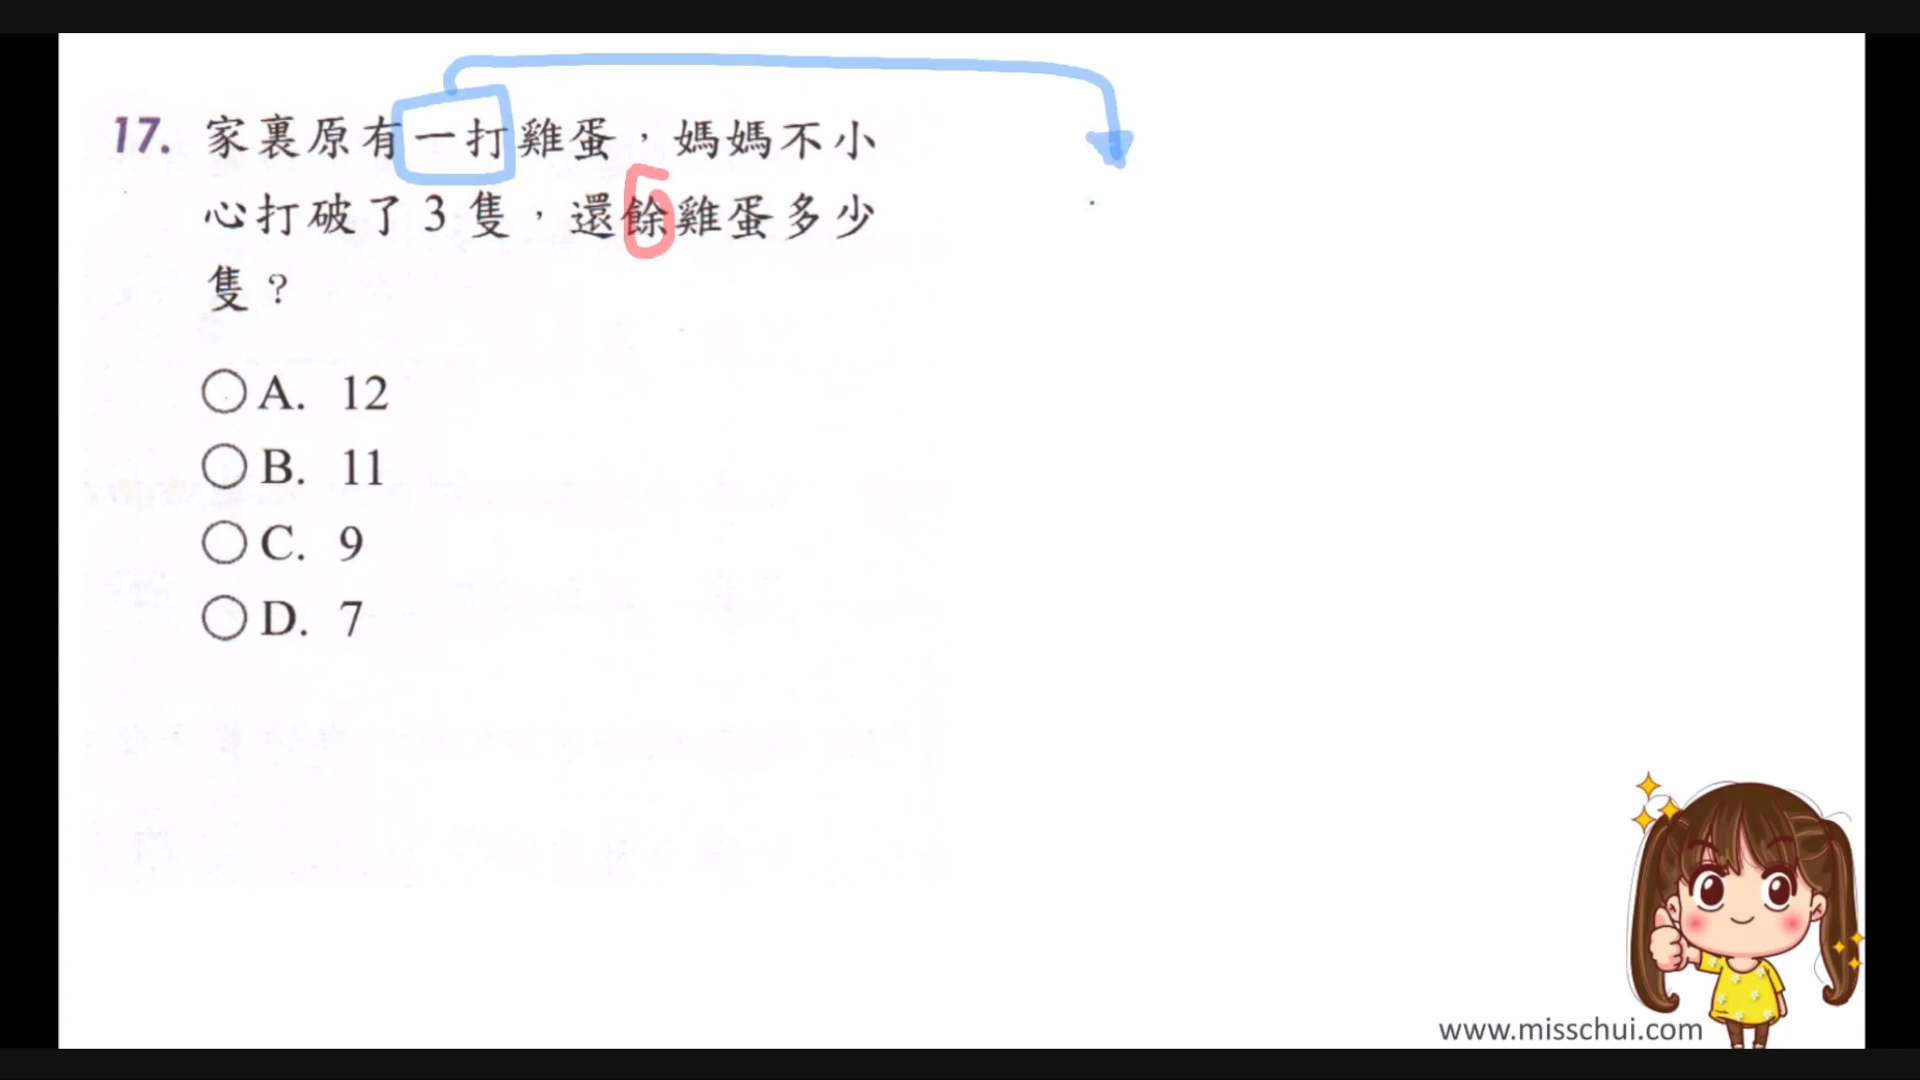 17. 家裏原有一打雞蛋，媽媽不小
心打破了3隻，還餘雞蛋多少
隻？
A. 12
B. 11
C. 9
D. 7
www.misschui.com